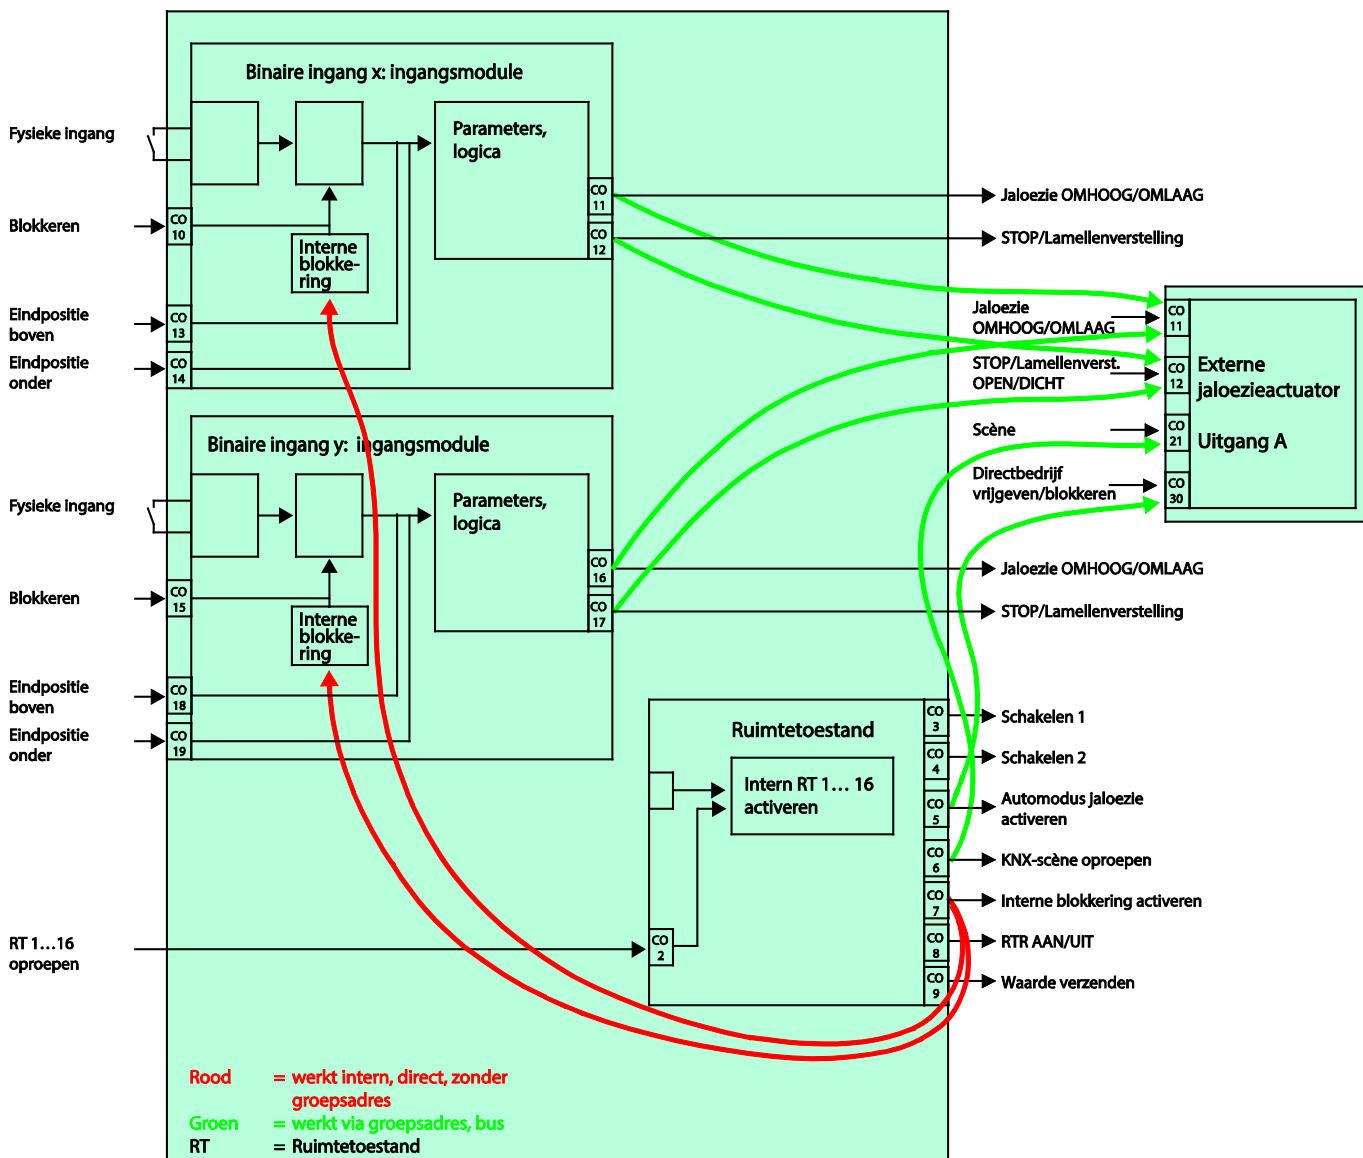 Binaire ingang x: ingangsmodule
Fysieke ingang
Parameters,
logica
CO
11
Jaloezie OMHOOG/OMLAAG
Blokkeren
CO
10
Interne
blokke-
ring
CO
12
STOP/Lamellenverstelling
Eindpositie
boven
CO
13
Eindpositie
onder
CO
14
Jaloezie
OMHOOG/OMLAAG
CO
11
STOP/Lamellenverst.
OPEN/DICHT
CO
12
Externe
jaloezieactuator
Scène
CO
21
Uitgang A
Directbedrijf
vrijgeven/blokkeren
CO
30
Binaire ingang y: ingangsmodule
Fysieke ingang
Parameters,
logica
CO
16
Jaloezie OMHOOG/OMLAAG
Blokkeren
CO
15
Interne
blokke-
ring
CO
17
STOP/Lamellenverstelling
Eindpositie
boven
CO
18
Eindpositie
onder
CO
19
Ruimtetoestand
Intern RT 1... 16
activeren
CO
3
Schakelen 1
CO
4
Schakelen 2
CO
5
Automodus jaloezie
activeren
CO
6
KNX-scène oproepen
CO
7
Interne blokkering activeren
CO
8
RTR AAN/UIT
CO
9
Waarde verzenden
RT 1...16
oproepen
CO
2
Rood = werkt intern, direct, zonder
groepsadres
Groen = werkt via groepsadres, bus
RT = Ruimtetoestand